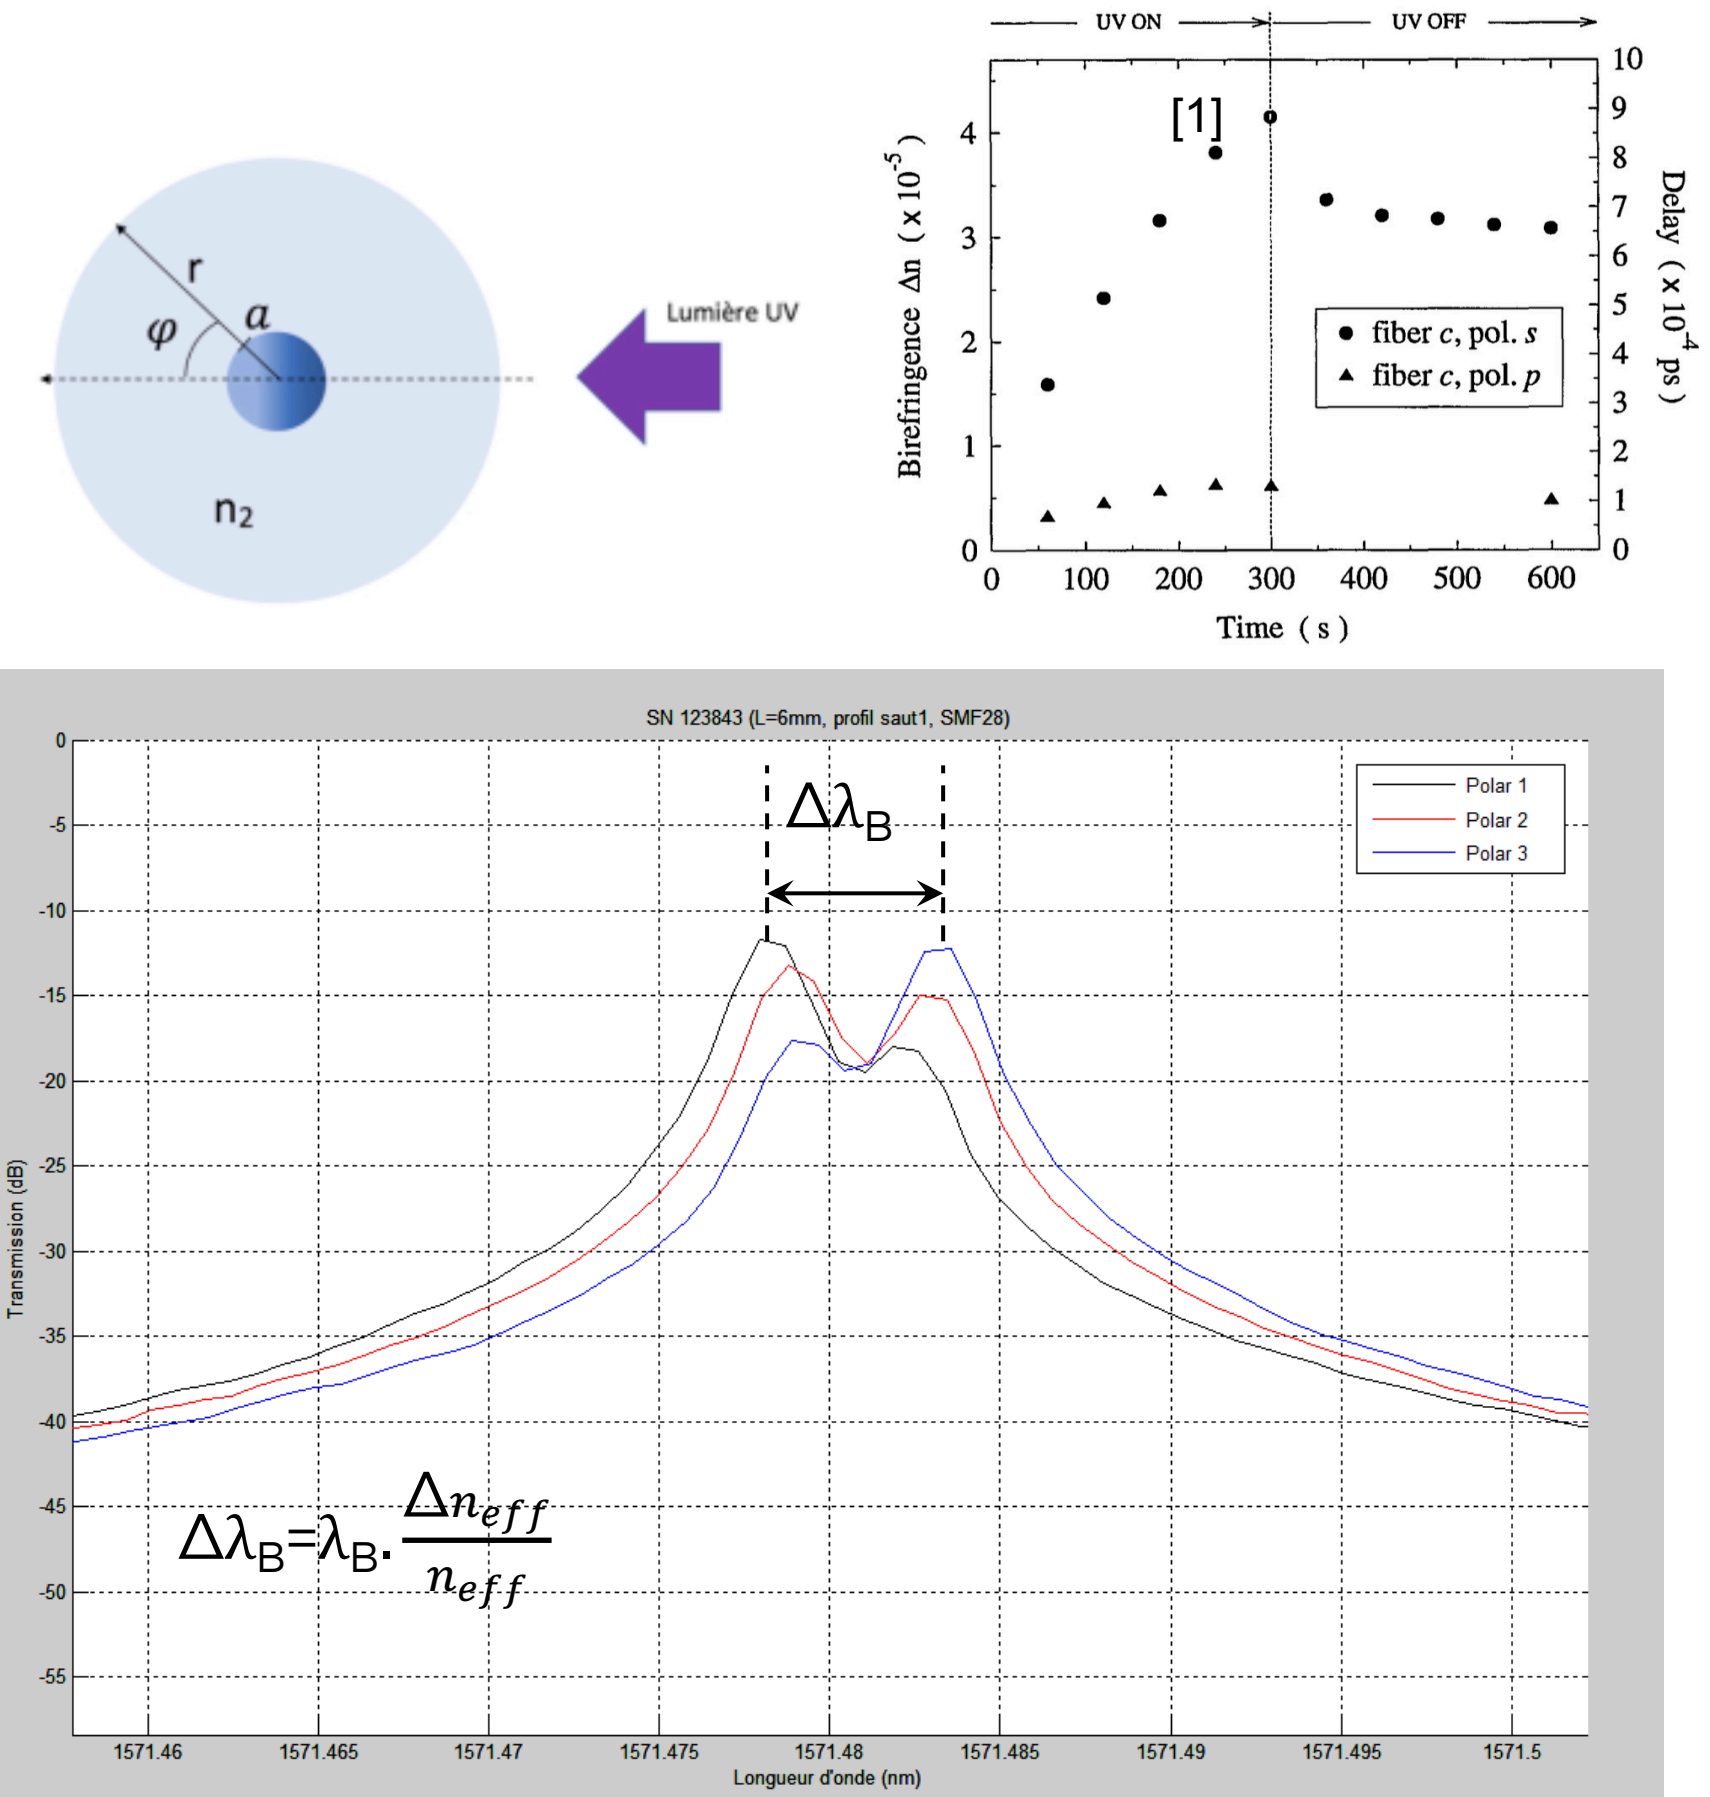 r
a
φ
n2
Lumière UV
UV ON
UV OFF
[1]
Birefringence Δn ( x 10-5 )
4
3
2
1
0
10
9
8
7
6
5
4
3
2
1
0
Delay ( x 10-4 ps )
fiber c, pol. s
fiber c, pol. p
0 100 200 300 400 500 600
Time ( s )
SN 123843 (L=6mm, profil saut1, SMF28)
Polar 1
Polar 2
Polar 3
ΔλB
Transmission (dB)
0
-5
-10
-15
-20
-25
-30
-35
-40
-45
-50
-55
ΔλB=λB. Δneff / neff
1571.46 1571.465 1571.47 1571.475 1571.48 1571.485 1571.49 1571.495 1571.5
Longueur d'onde (nm)